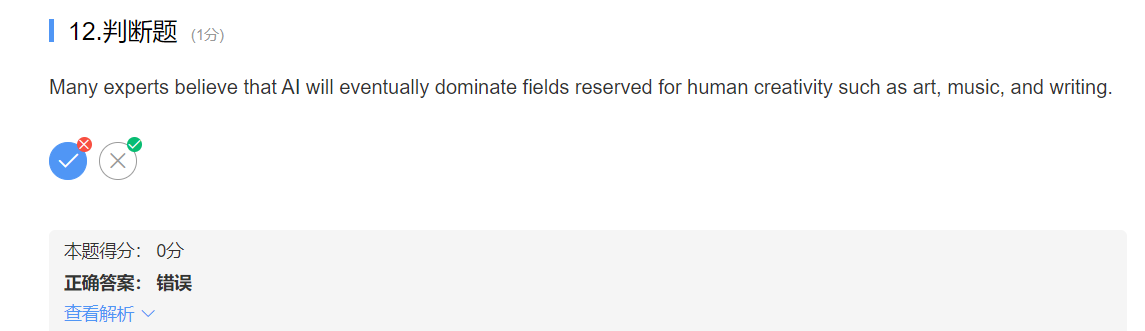 12.判断题 (1分)
Many experts believe that AI will eventually dominate fields reserved for human creativity such as art, music, and writing.
本题得分： 0分
正确答案： 错误
查看解析